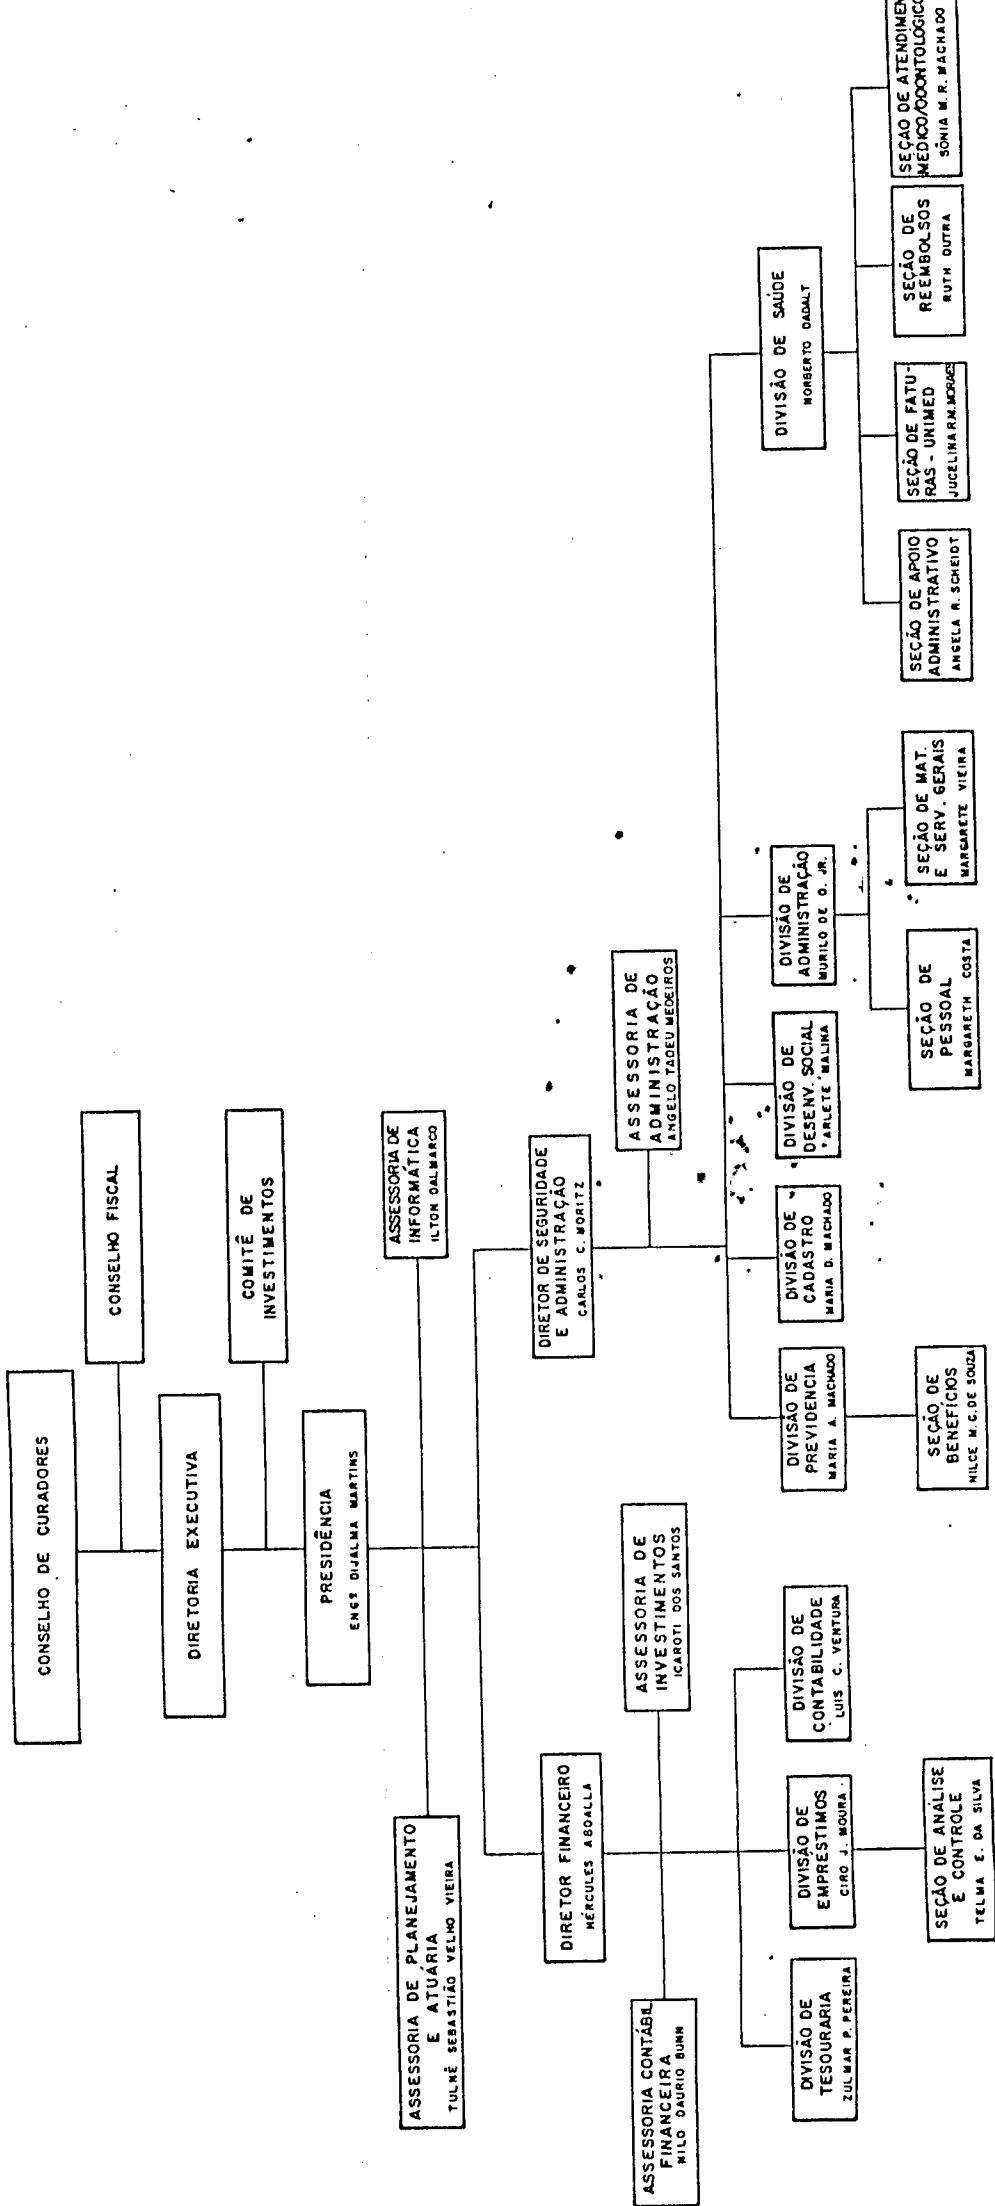 CONSELHO DE CURADORES
CONSELHO FISCAL
DIRETORIA EXECUTIVA
COMITÊ DE
INVESTIMENTOS
PRESIDÊNCIA
ENGº DIJALMA MARTINS
ASSESSORIA DE PLANEJAMENTO
E ATUÁRIA
TULNÊ SEBASTIÃO VELHO VIEIRA
ASSESSORIA DE
INFORMÁTICA
ILTON DALMARCO
DIRETOR FINANCEIRO
HÉRCULES ABDALLA
DIRETOR DE SEGURIDADE
E ADMINISTRAÇÃO
CARLOS C. MORITZ
ASSESSORIA CONTÁBIL
FINANCEIRA
NILO DAURIO BUNN
ASSESSORIA DE
INVESTIMENTOS
ICAROTI DOS SANTOS
ASSESSORIA DE
ADMINISTRAÇÃO
ANGELO TADEU MEDEIROS
DIVISÃO DE
TESOURARIA
ZULMAR P. PEREIRA
DIVISÃO DE
EMPRÉSTIMOS
CIRO J. MOURA
DIVISÃO DE
CONTABILIDADE
LUIS C. VENTURA
DIVISÃO DE
PREVIDENCIA
MARIA A. MACHADO
DIVISÃO DE
CADASTRO
MARIA D. MACHADO
DIVISÃO DE
DESENV. SOCIAL
ARLETE MALINA
DIVISÃO DE
ADMINISTRAÇÃO
MURILO DE O. JR.
DIVISÃO DE SAÚDE
NORBERTO DADALT
SEÇÃO DE ANÁLISE
E CONTROLE
TELMA E. DA SILVA
SEÇÃO DE
BENEFÍCIOS
NILCE M. C. DE SOUZA
SEÇÃO DE
PESSOAL
MARGARETH COSTA
SEÇÃO DE MAT.
E SERV. GERAIS
MARGARETE VIEIRA
SEÇÃO DE APOIO
ADMINISTRATIVO
ANGELA R. SCHEIDT
SEÇÃO DE FATU-
RAS - UNIMED
JUCELINA R.M. MORAES
SEÇÃO DE
REEMBOLSOS
RUTH DUTRA
SEÇÃO DE ATENDIMEN
MEDICO/ODONTOLÓGICO
SÔNIA M. R. MACHADO